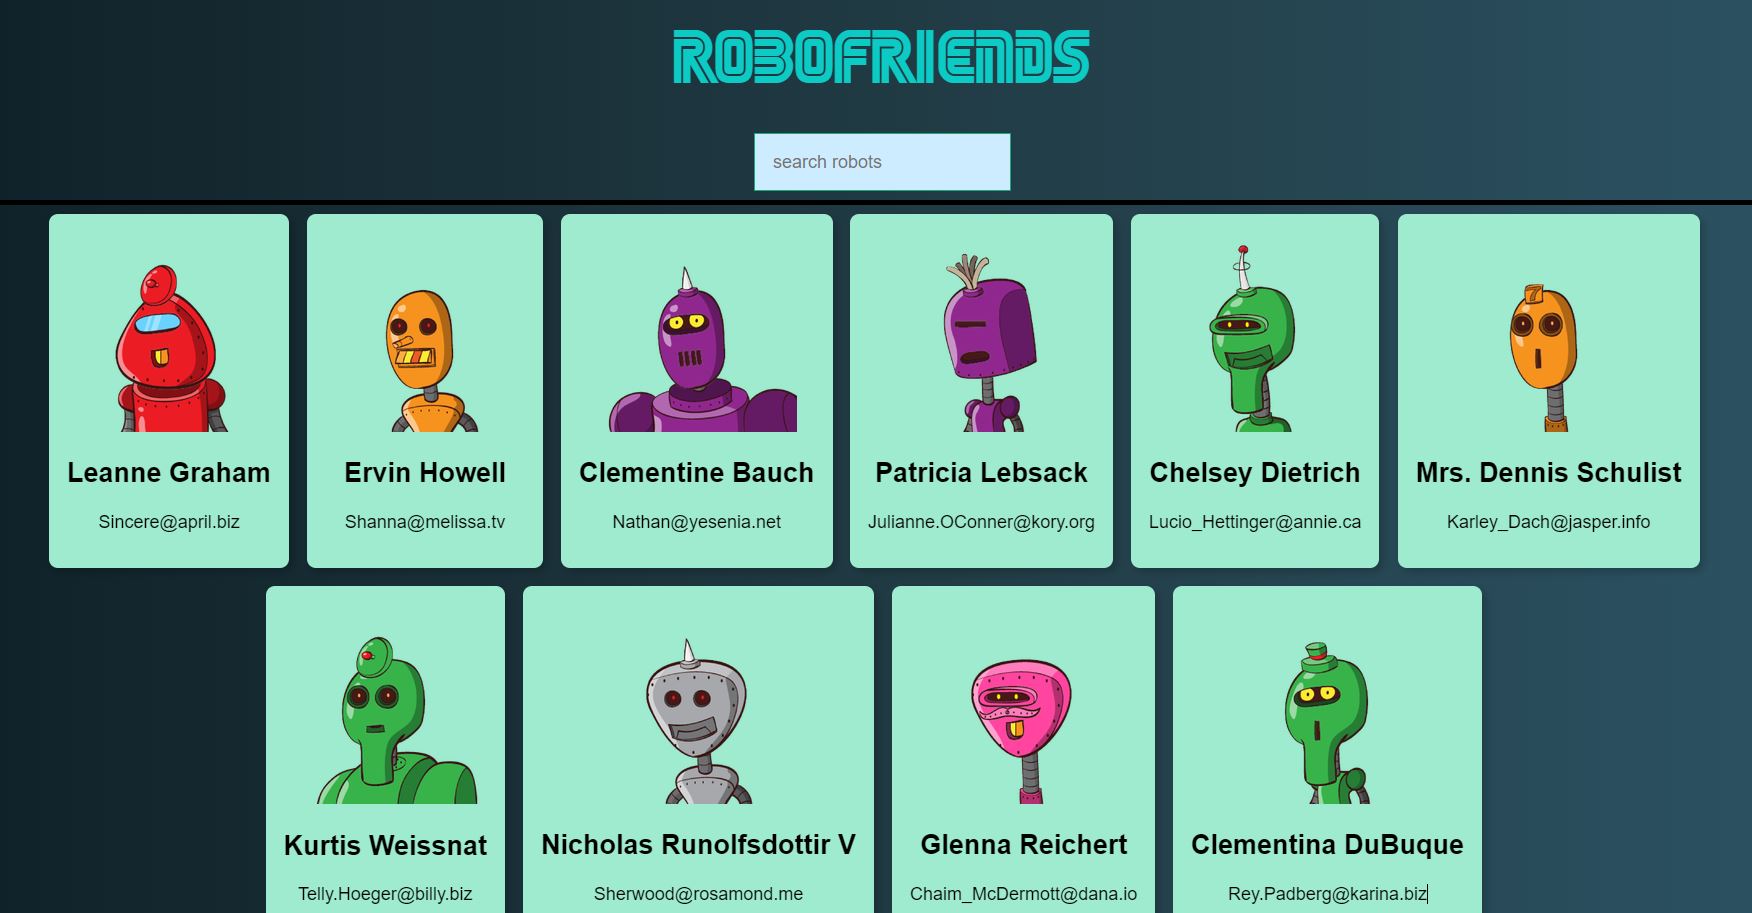 ROBOFRIENDS
search robots
7
Leanne Graham
Ervin Howell
Clementine Bauch
Patricia Lebsack
Chelsey Dietrich
Mrs. Dennis Schulist
Sincere@april.biz
Shanna@melissa.tv
Nathan@yesenia.net
Julianne.OConner@kory.org
Lucio_Hettinger@annie.ca
Karley_Dach@jasper.info
Kurtis Weissnat
Nicholas Runolfsdottir V
Glenna Reichert
Clementina DuBuque
Telly.Hoeger@billy.biz
Sherwood@rosamond.me
Chaim_McDermott@dana.io
Rey.Padberg@karina.biz